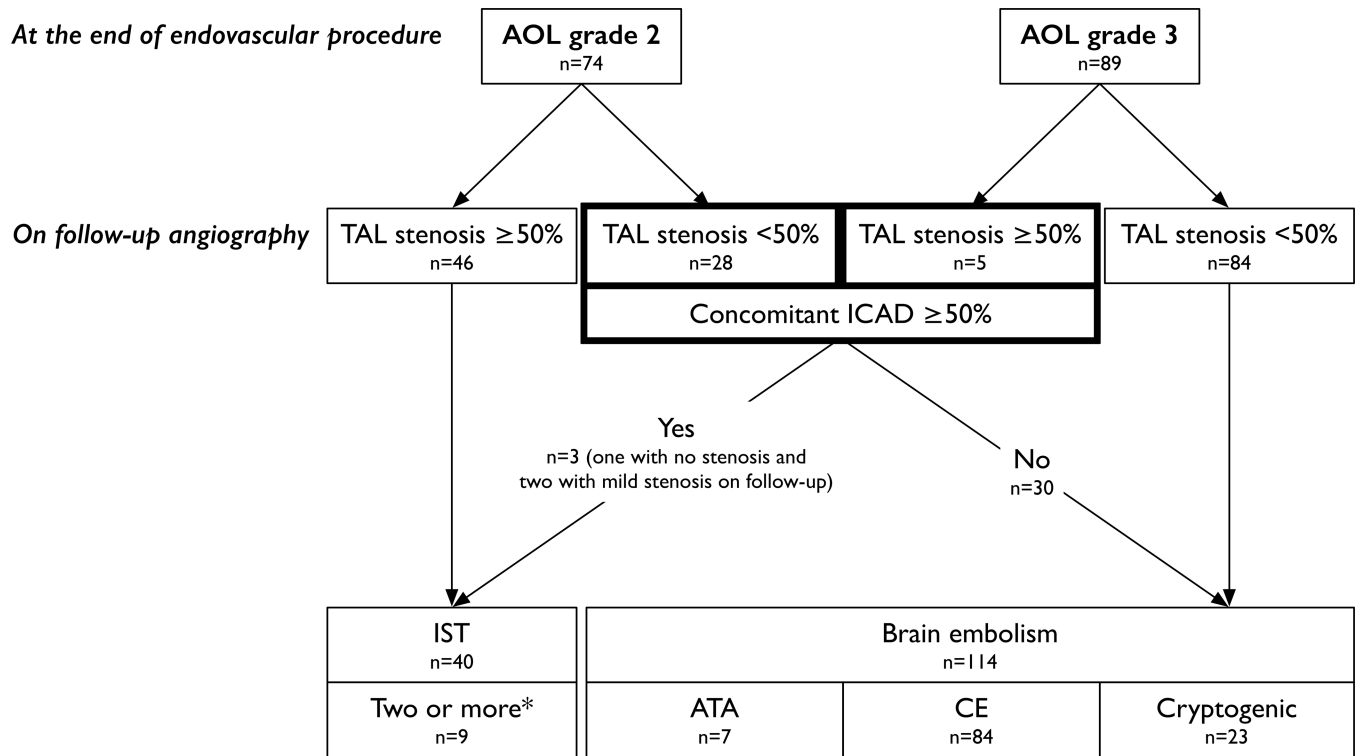 At the end of endovascular procedure
AOL grade 2
n=74
AOL grade 3
n=89
On follow-up angiography
TAL stenosis ≥50%
n=46
TAL stenosis <50%
n=28
TAL stenosis ≥50%
n=5
TAL stenosis <50%
n=84
Concomitant ICAD ≥50%
Yes
n=3 (one with no stenosis and
two with mild stenosis on follow-up)
No
n=30
IST
n=40
Brain embolism
n=114
Two or more*
n=9
ATA
n=7
CE
n=84
Cryptogenic
n=23